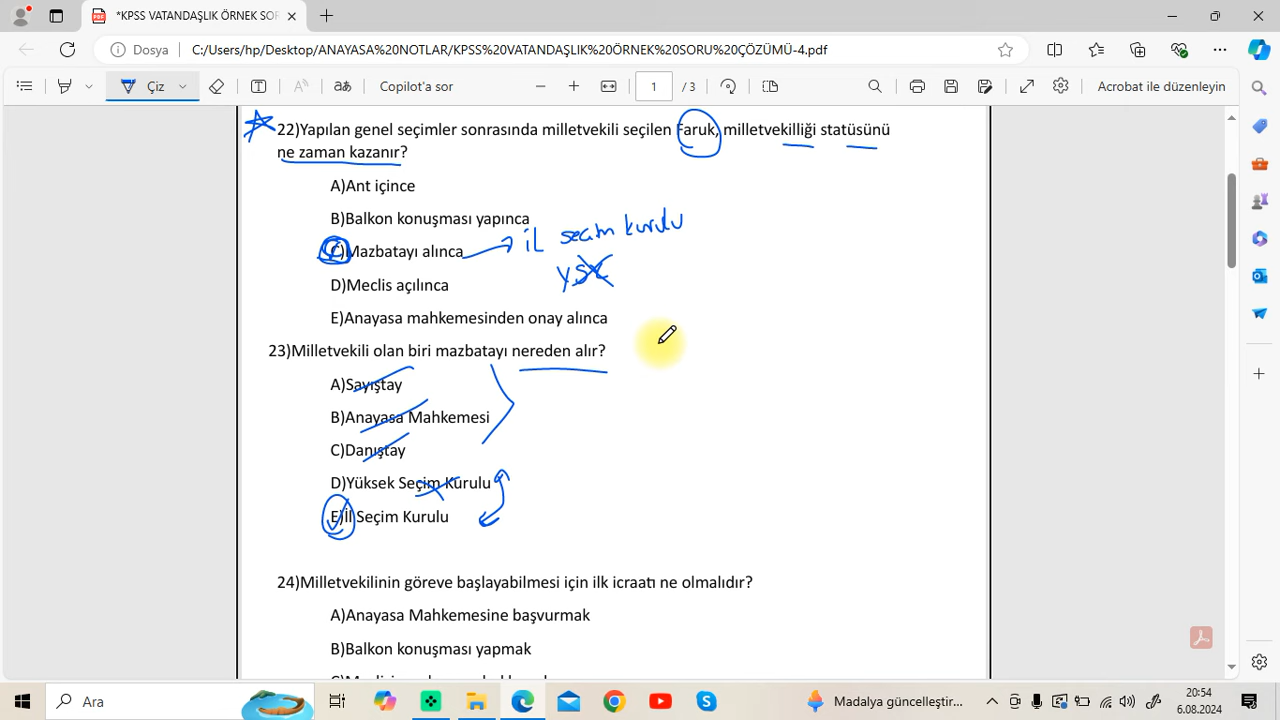 *KPSS VATANDAŞLIK ÖRNEK SOR
Dosya
C:/Users/hp/Desktop/ANAYASA%20NOTLAR/KPSS%20VATANDAŞLIK%20ÖRNEK%20SORU%20ÇÖZÜMÜ-4.pdf
Çiz
aあ
Copilot'a sor
1 / 3
Acrobat ile düzenleyin
22)Yapılan genel seçimler sonrasında milletvekili seçilen Faruk, milletvekilliği statüsünü
ne zaman kazanır?
A)Ant içince
B)Balkon konuşması yapınca
C)Mazbatayı alınca
il seçim kurulu
YSK
D)Meclis açılınca
E)Anayasa mahkemesinden onay alınca
23)Milletvekili olan biri mazbatayı nereden alır?
A)Sayıştay
B)Anayasa Mahkemesi
C)Danıştay
D)Yüksek Seçim Kurulu
E)İl Seçim Kurulu
24)Milletvekilinin göreve başlayabilmesi için ilk icraatı ne olmalıdır?
A)Anayasa Mahkemesine başvurmak
B)Balkon konuşması yapmak
Ara
Madalya güncelleştir...
20:54
6.08.2024